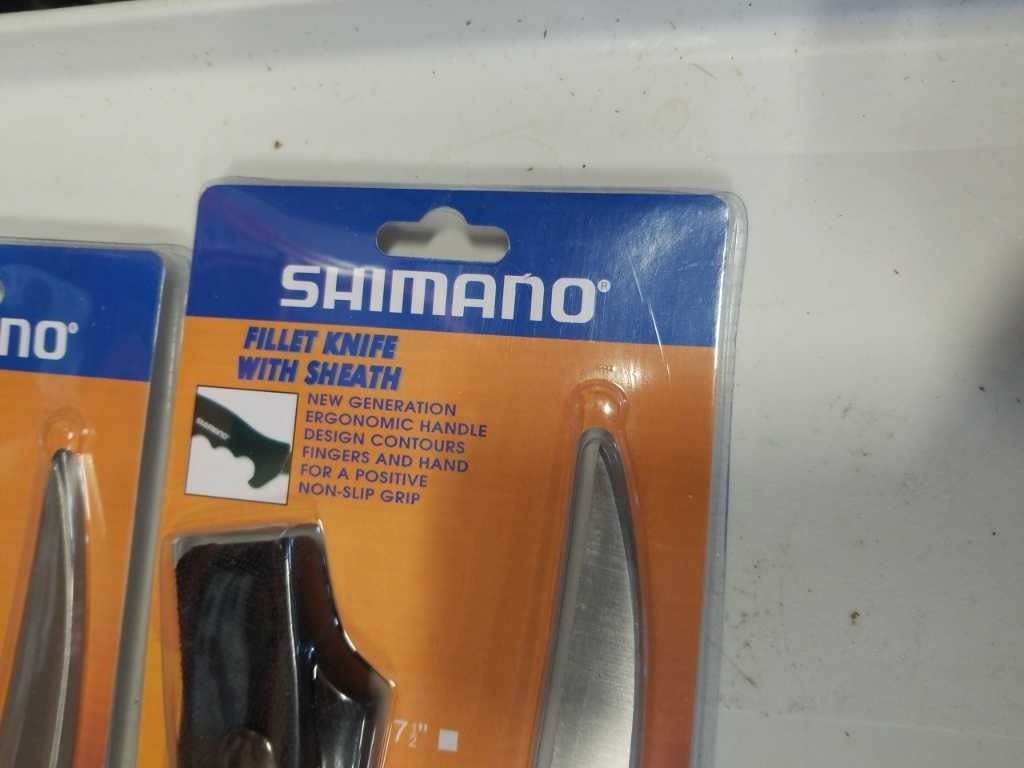 SHIMANO®
NO®
FILLET KNIFE
WITH SHEATH
SHIMANO
NEW GENERATION
ERGONOMIC HANDLE
DESIGN CONTOURS
FINGERS AND HAND
FOR A POSITIVE
NON-SLIP GRIP
7½"